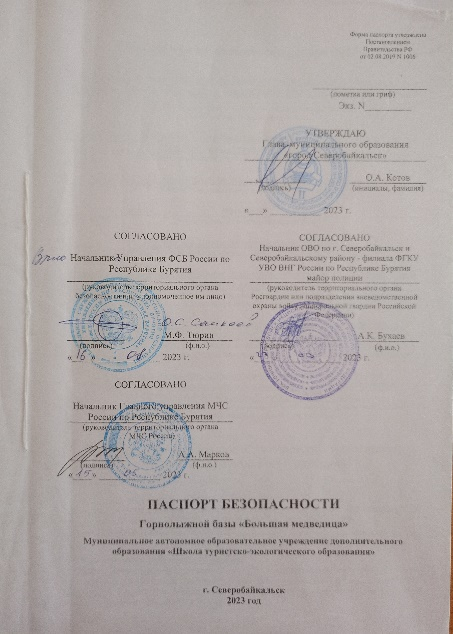 Форма паспорта утверждена
Постановлением
Правительства РФ
от 02.08.2019 N 1006
(пометка или гриф)
Экз. N
УТВЕРЖДАЮ
Глава муниципального образования
«город Северобайкальск»
О.А. Котов
(подпись) (инициалы, фамилия)
« » 2023 г.
СОГЛАСОВАНО
Начальник Управления ФСБ России по
Республике Бурятия
(руководитель территориального органа
безопасности или уполномоченное им лицо)
М.Ф. Тюрин
(подпись) (ф.и.о.)
« 16 » 2023 г.
СОГЛАСОВАНО
Начальник ОВО по г. Северобайкальск и
Северобайкальскому району - филиала ФГКУ
УВО ВНГ России по Республике Бурятия
майор полиции
(руководитель территориального органа
Росгвардии или подразделения вневедомственной
охраны войск национальной гвардии Российской
Федерации)
А.К. Бухаев
(подпись) (ф.и.о.)
2023 г.
СОГЛАСОВАНО
Начальник Главного управления МЧС
России по Республике Бурятия
(руководитель территориального органа
МЧС России)
А.А. Марков
(подпись) (ф.и.о.)
2023 г.
ПАСПОРТ БЕЗОПАСНОСТИ
Горнолыжной базы «Большая медведица»
Муниципальное автономное образовательное учреждение дополнительного
образования «Школа туристско-экологического образования»
г. Северобайкальск
2023 год